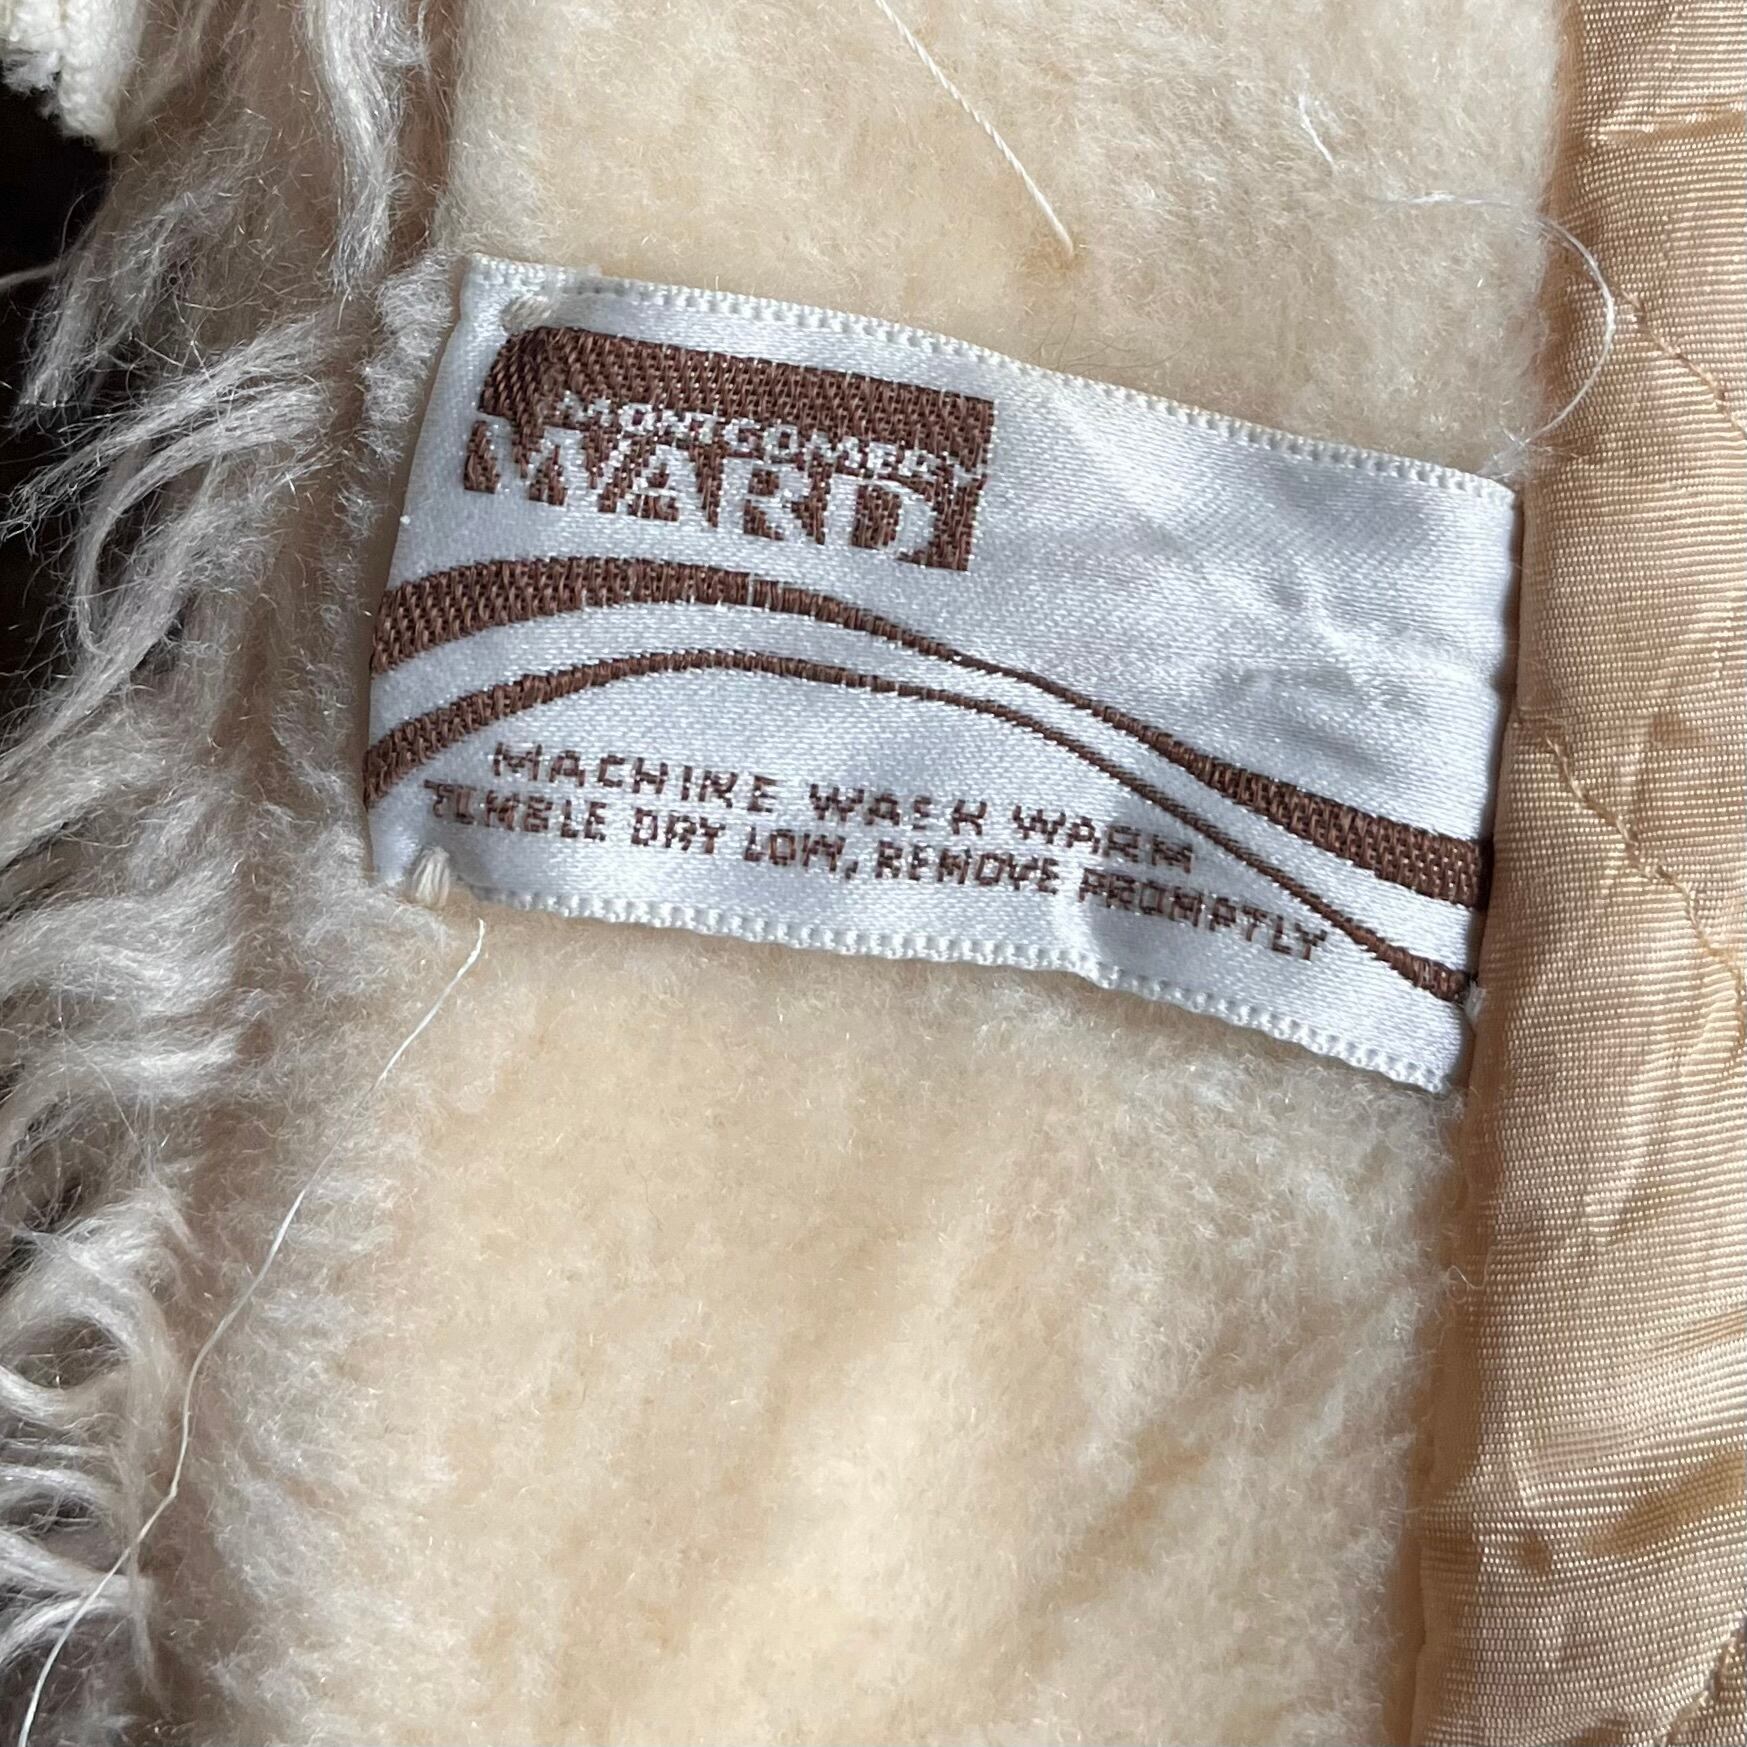 MONTGOMERY
WARD
MACHINE WASH WARM
TUMBLE DRY LOW, REMOVE PROMPTLY